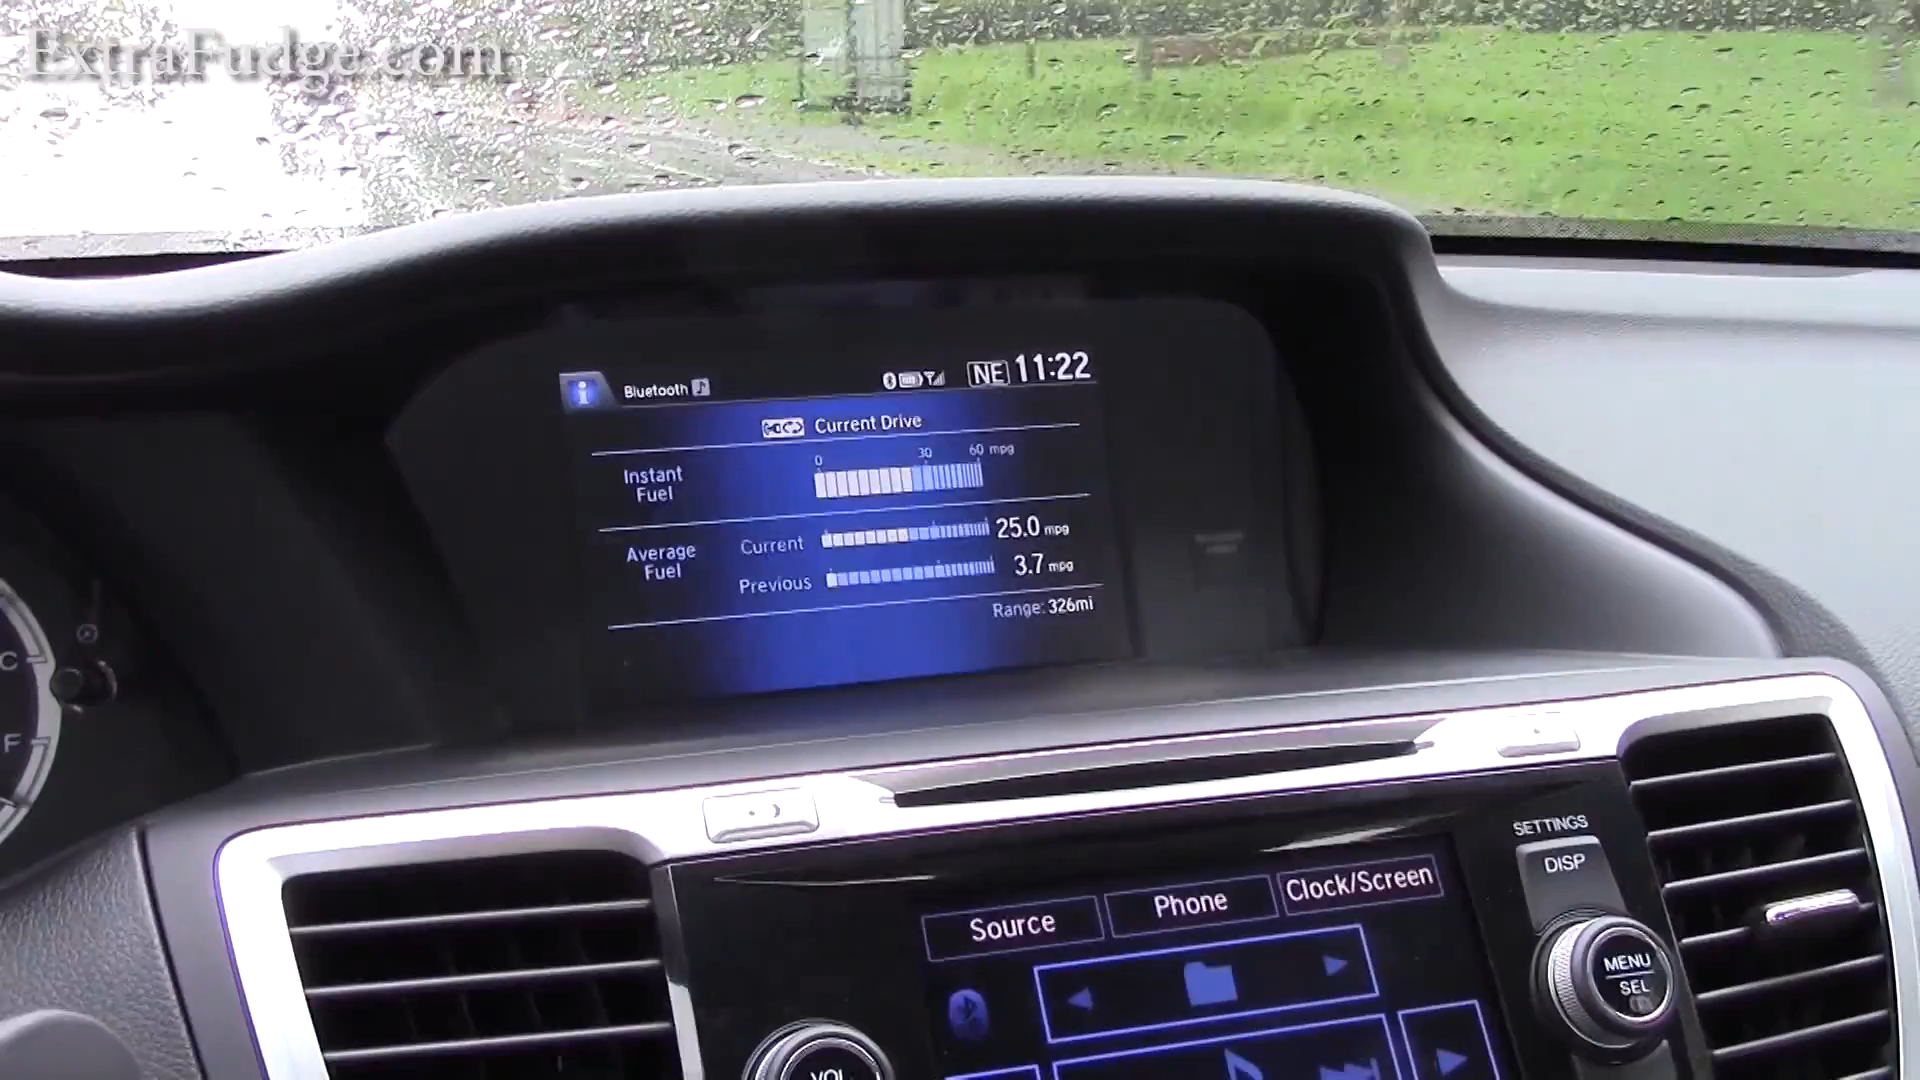 ExtraFudge.com
Bluetooth
NE 11:22
Current Drive
0 30 60 mpg
Instant
Fuel
Average
Fuel
Current 25.0 mpg
Previous 3.7 mpg
Range: 326mi
C
F
SETTINGS
DISP
Source Phone Clock/Screen
MENU
SEL
VOL